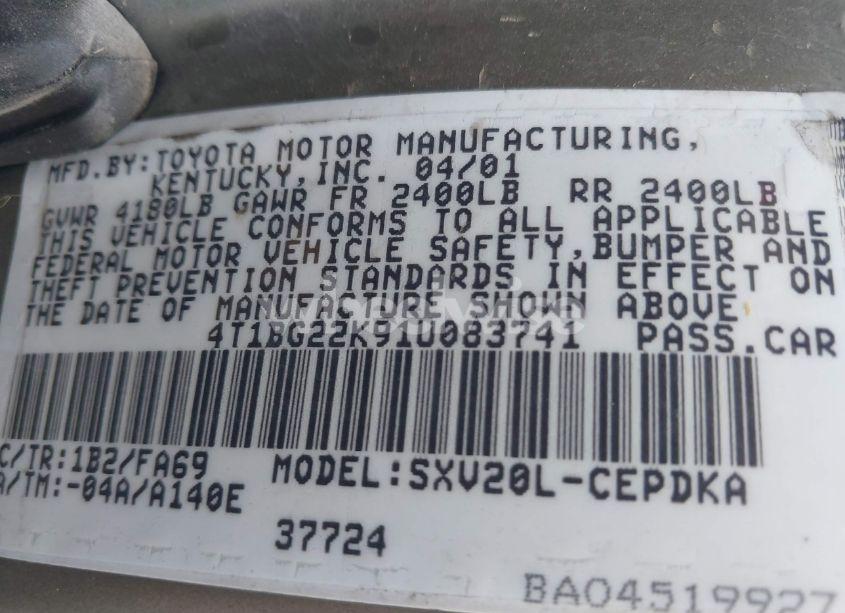 MFD.BY:TOYOTA MOTOR MANUFACTURING,
KENTUCKY,INC. 04/01
GVWR 4180LB GAWR FR 2400LB RR 2400LB
THIS VEHICLE CONFORMS TO ALL APPLICABLE
FEDERAL MOTOR VEHICLE SAFETY,BUMPER AND
THEFT PREVENTION STANDARDS IN EFFECT ON
THE DATE OF MANUFACTURE SHOWN ABOVE
4T1BG22K91U083741 PASS.CAR
C/TR:1B2/FA69 MODEL:SXV20L-CEPDKA
A/TM:-04A/A140E
37724
BA04519927